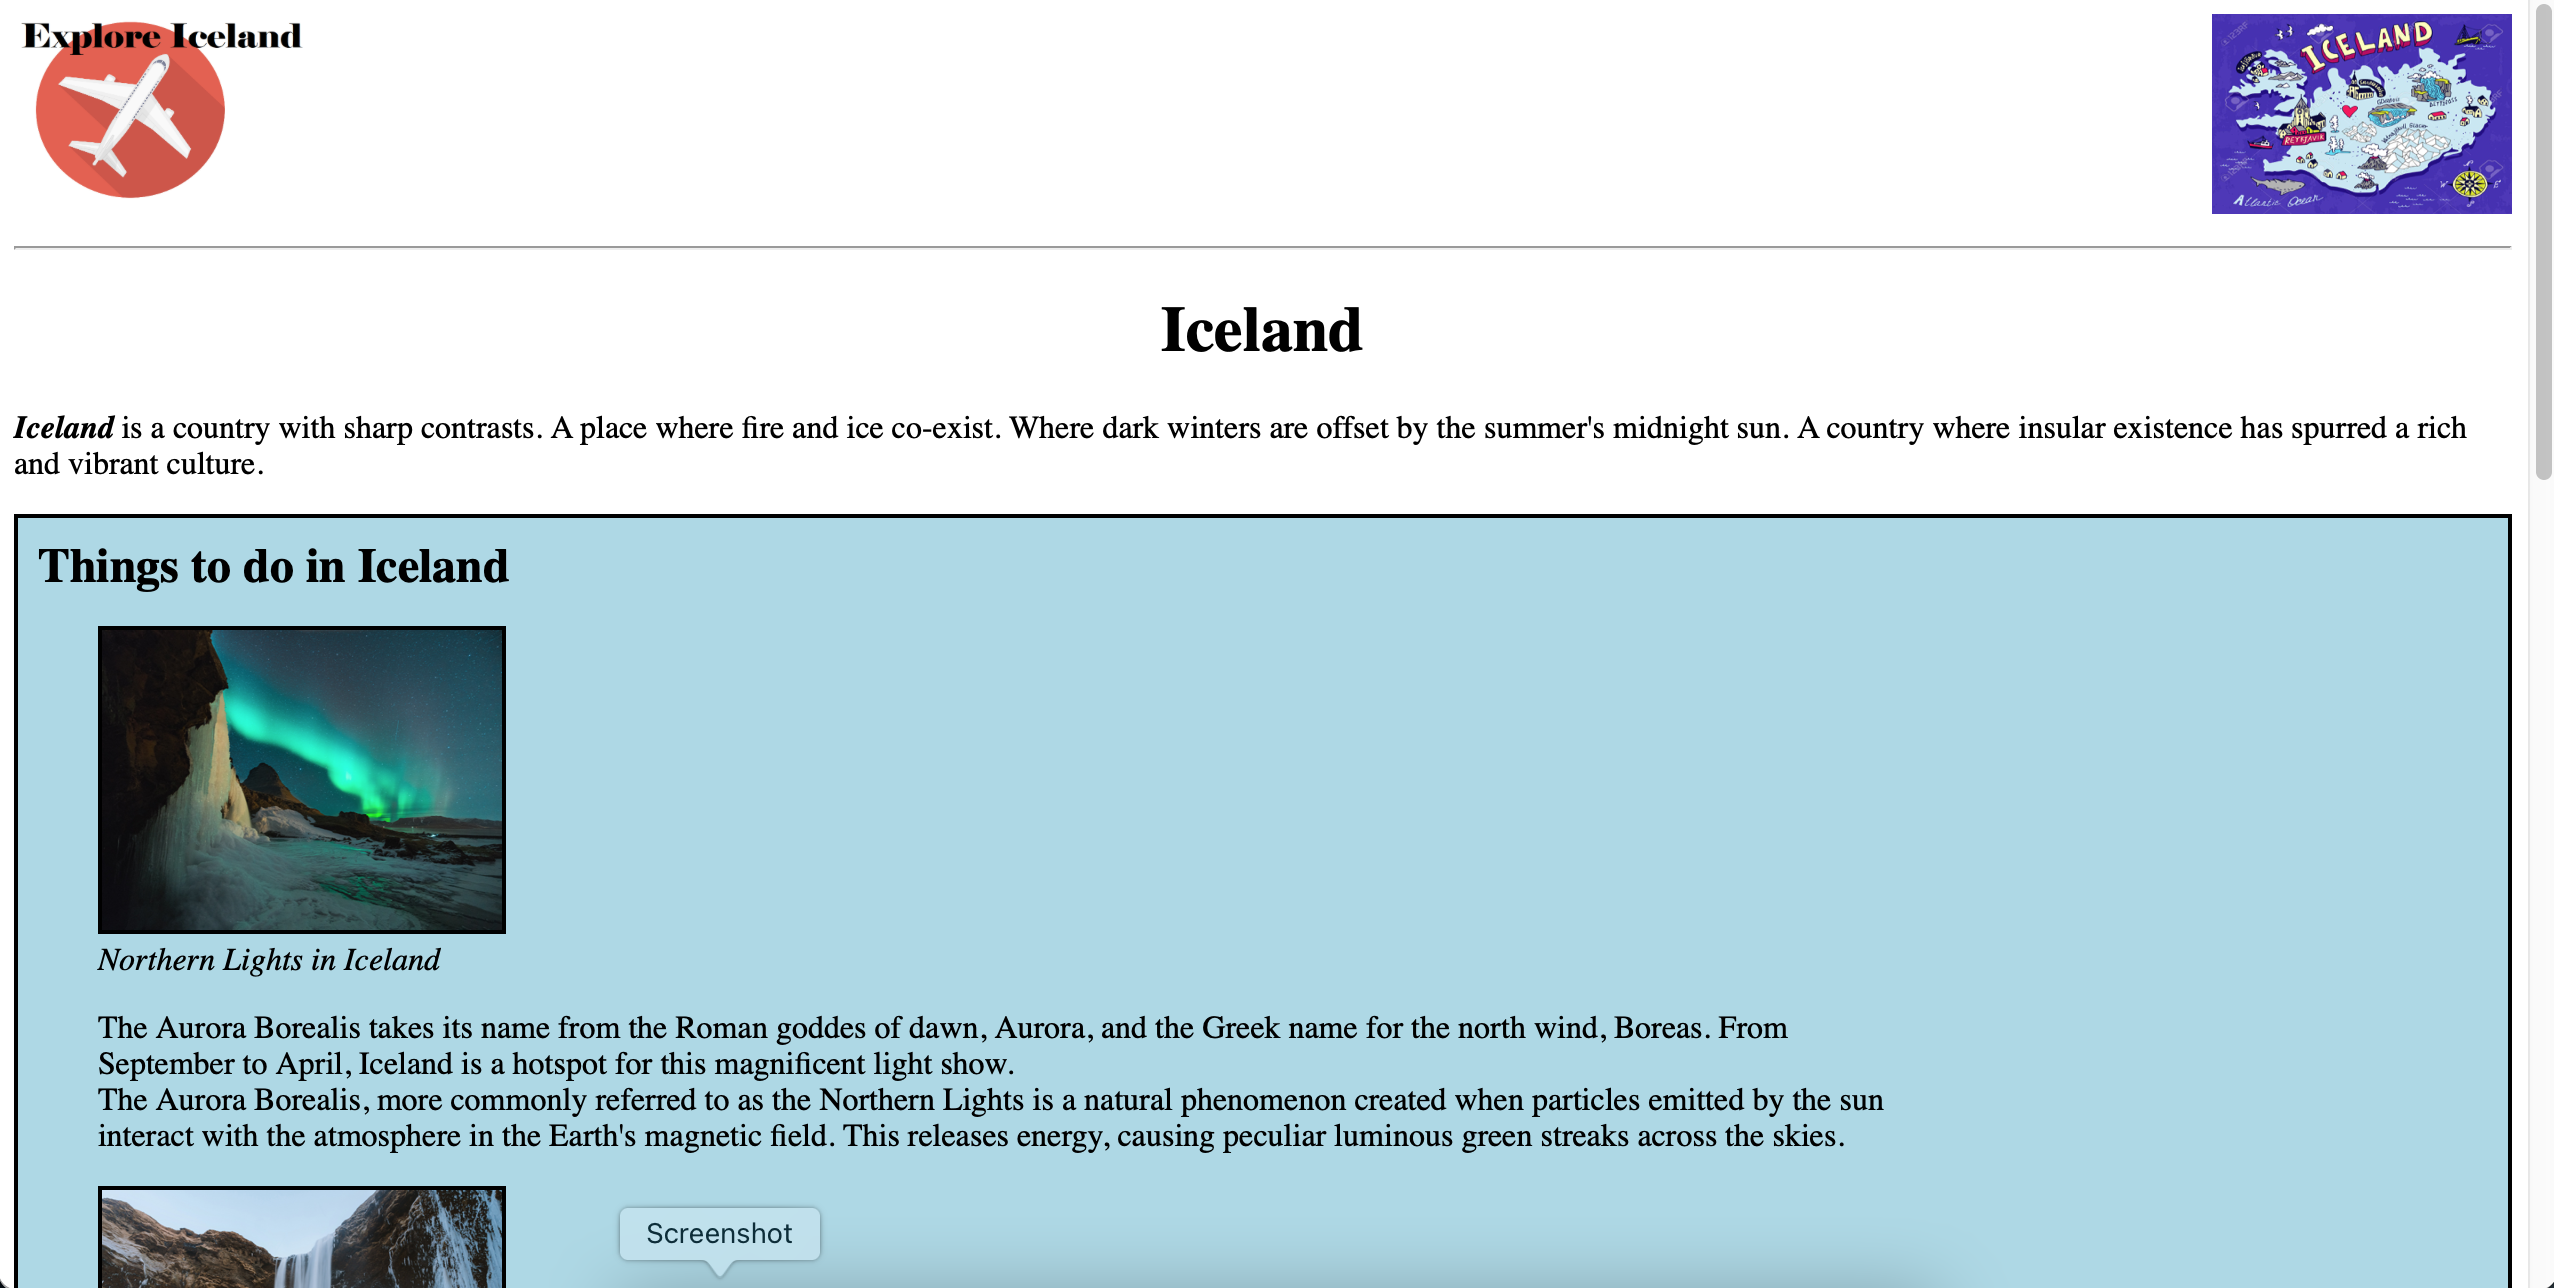 Explore Iceland
ICELAND
REYKJAVIK
Atlantic Ocean
W
E
Iceland
Iceland is a country with sharp contrasts. A place where fire and ice co-exist. Where dark winters are offset by the summer's midnight sun. A country where insular existence has spurred a rich
and vibrant culture.
Things to do in Iceland
Northern Lights in Iceland
The Aurora Borealis takes its name from the Roman goddes of dawn, Aurora, and the Greek name for the north wind, Boreas. From
September to April, Iceland is a hotspot for this magnificent light show.
The Aurora Borealis, more commonly referred to as the Northern Lights is a natural phenomenon created when particles emitted by the sun
interact with the atmosphere in the Earth's magnetic field. This releases energy, causing peculiar luminous green streaks across the skies.
Screenshot